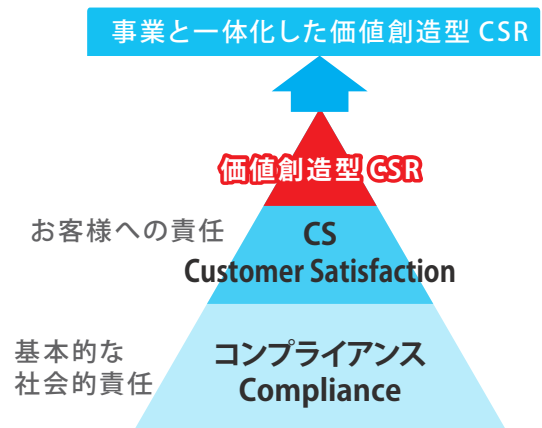 事業と一体化した価値創造型 CSR
価値創造型 CSR
お客様への責任
CS
Customer Satisfaction
基本的な
社会的責任
コンプライアンス
Compliance